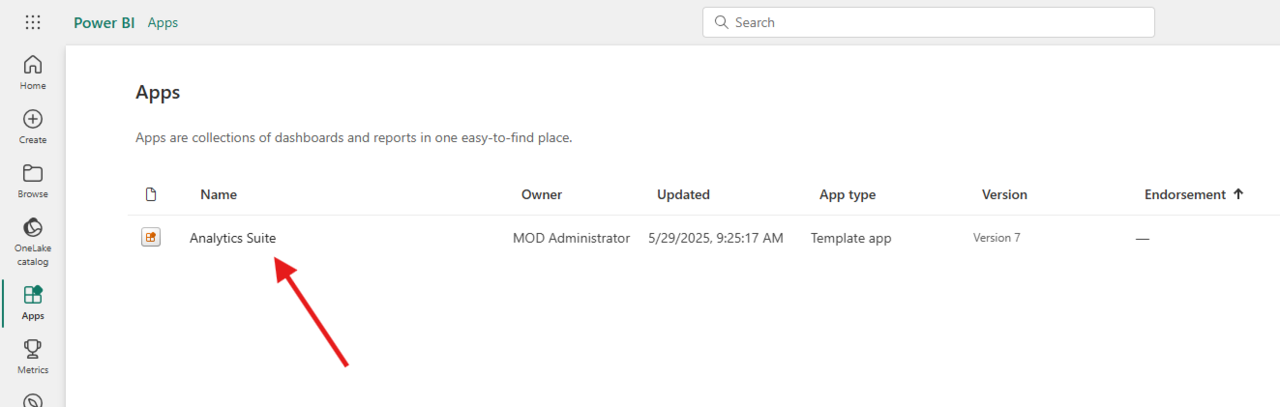 Power BI Apps
Search
Home
Create
Browse
OneLake
catalog
Apps
Metrics
Apps
Apps are collections of dashboards and reports in one easy-to-find place.
Name Owner Updated App type Version Endorsement
Analytics Suite MOD Administrator 5/29/2025, 9:25:17 AM Template app Version 7 —